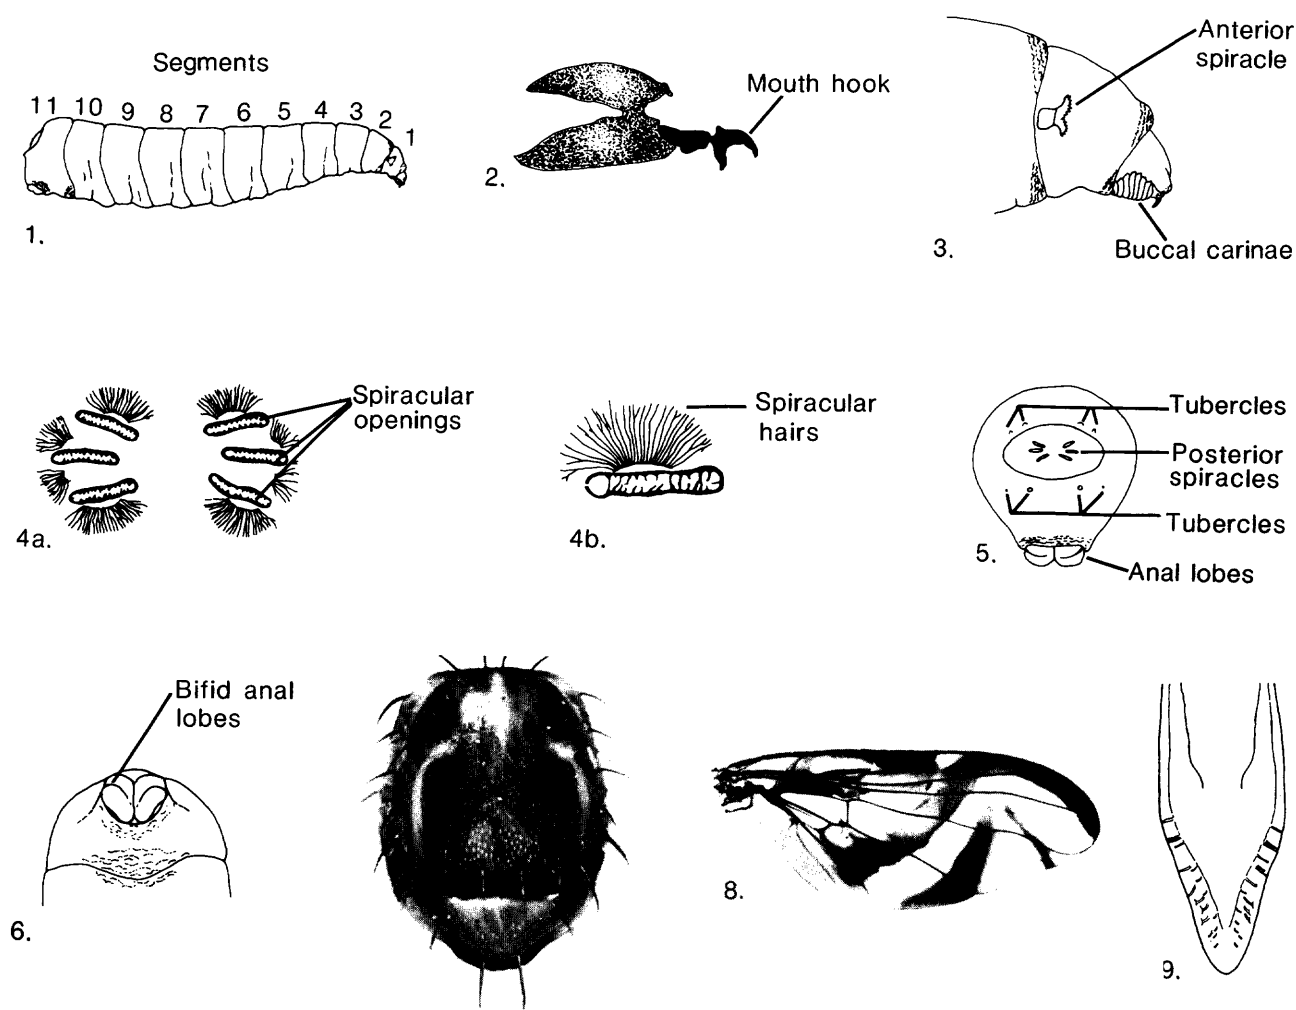 Segments
11 10 9 8 7 6 5 4 3 2 1
1.
Mouth hook
2.
Anterior
spiracle
Buccal carinae
3.
Spiracular
openings
4a.
Spiracular
hairs
4b.
Tubercles
Posterior
spiracles
Tubercles
Anal lobes
5.
Bifid anal
lobes
6.
8.
9.